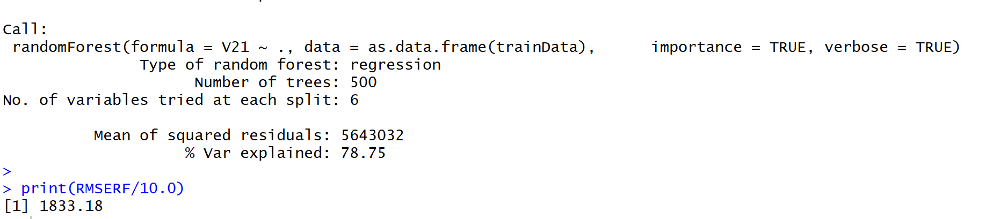 Call:
 randomForest(formula = V21 ~ ., data = as.data.frame(trainData),      importance = TRUE, verbose = TRUE)
               Type of random forest: regression
                     Number of trees: 500
No. of variables tried at each split: 6

          Mean of squared residuals: 5643032
                    % Var explained: 78.75
>
> print(RMSERF/10.0)
[1] 1833.18